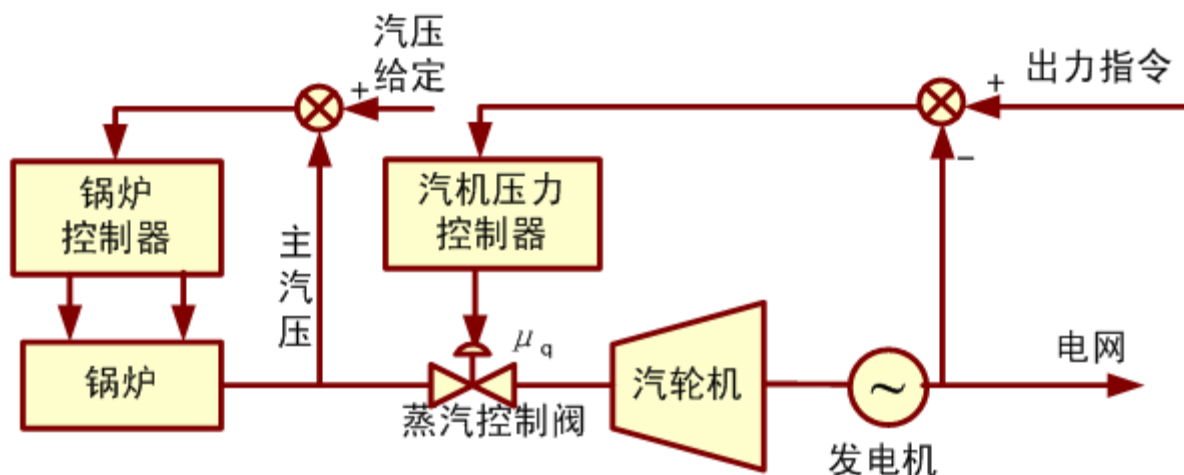 汽压
给定
+
出力指令
+
-
锅炉
控制器
汽机压力
控制器
主
汽
压
μq
锅炉
蒸汽控制阀
汽轮机
~
发电机
电网